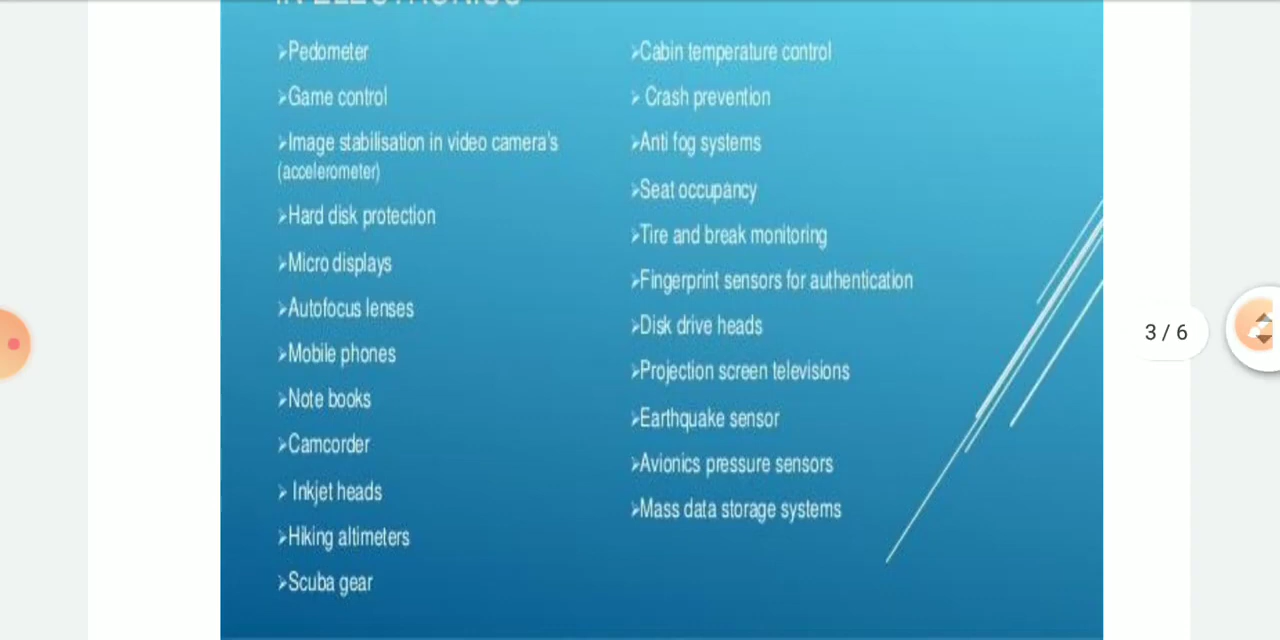 IN ELECTRONICS
➢Pedometer
➢Game control
➢Image stabilisation in video camera's
(accelerometer)
➢Hard disk protection
➢Micro displays
➢Autofocus lenses
➢Mobile phones
➢Note books
➢Camcorder
➢ Inkjet heads
➢Hiking altimeters
➢Scuba gear
➢Cabin temperature control
➢ Crash prevention
➢Anti fog systems
➢Seat occupancy
➢Tire and break monitoring
➢Fingerprint sensors for authentication
➢Disk drive heads
➢Projection screen televisions
➢Earthquake sensor
➢Avionics pressure sensors
➢Mass data storage systems
3 / 6